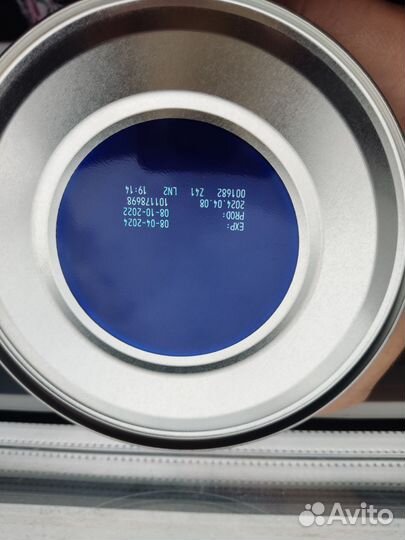 EXP: 08-04-2024
PROD: 08-10-2022
2024.04.08 101178698
001682 Z41 LN2 19:14
Avito